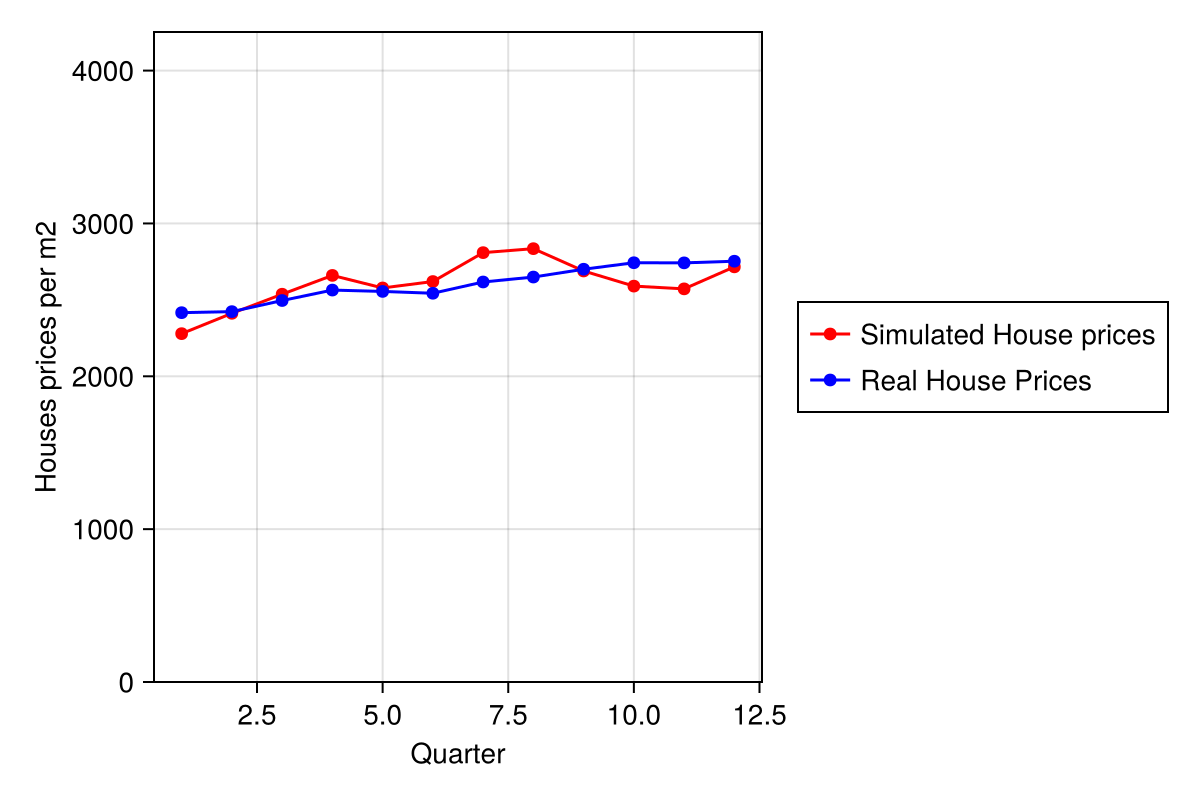 Houses prices per m2
4000
3000
2000
1000
0
2.5 5.0 7.5 10.0 12.5
Quarter
Simulated House prices
Real House Prices